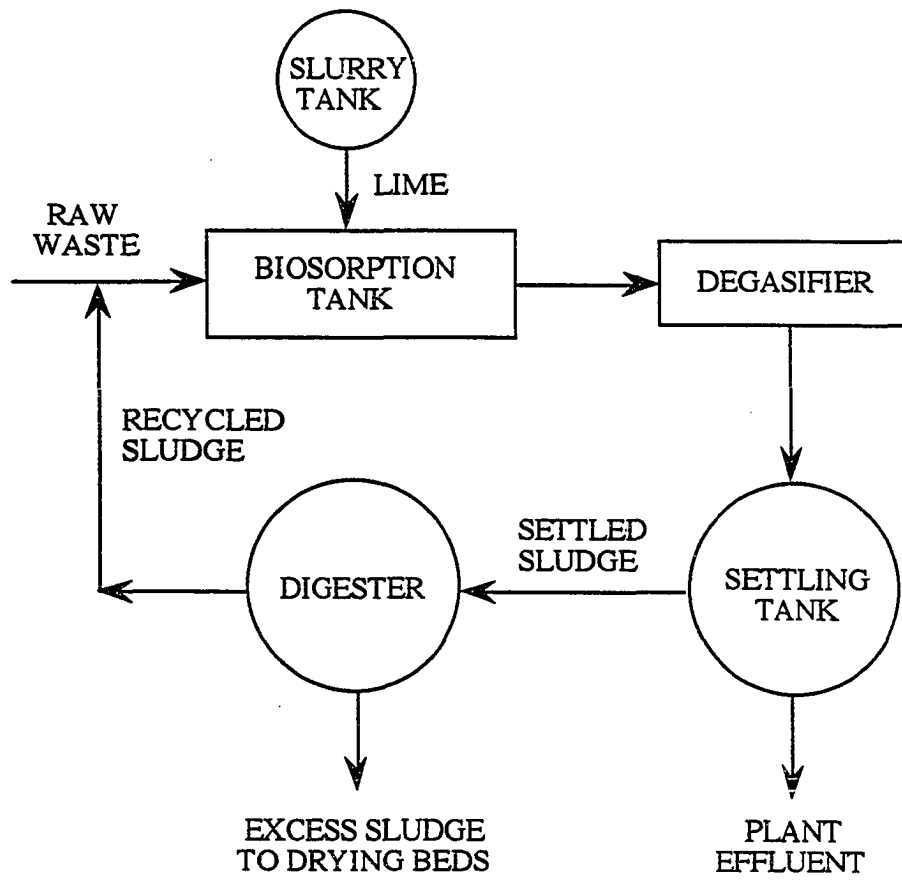 SLURRY
TANK
LIME
RAW
WASTE
BIOSORPTION
TANK
DEGASIFIER
RECYCLED
SLUDGE
SETTLED
SLUDGE
DIGESTER
SETTLING
TANK
EXCESS SLUDGE
TO DRYING BEDS
PLANT
EFFLUENT